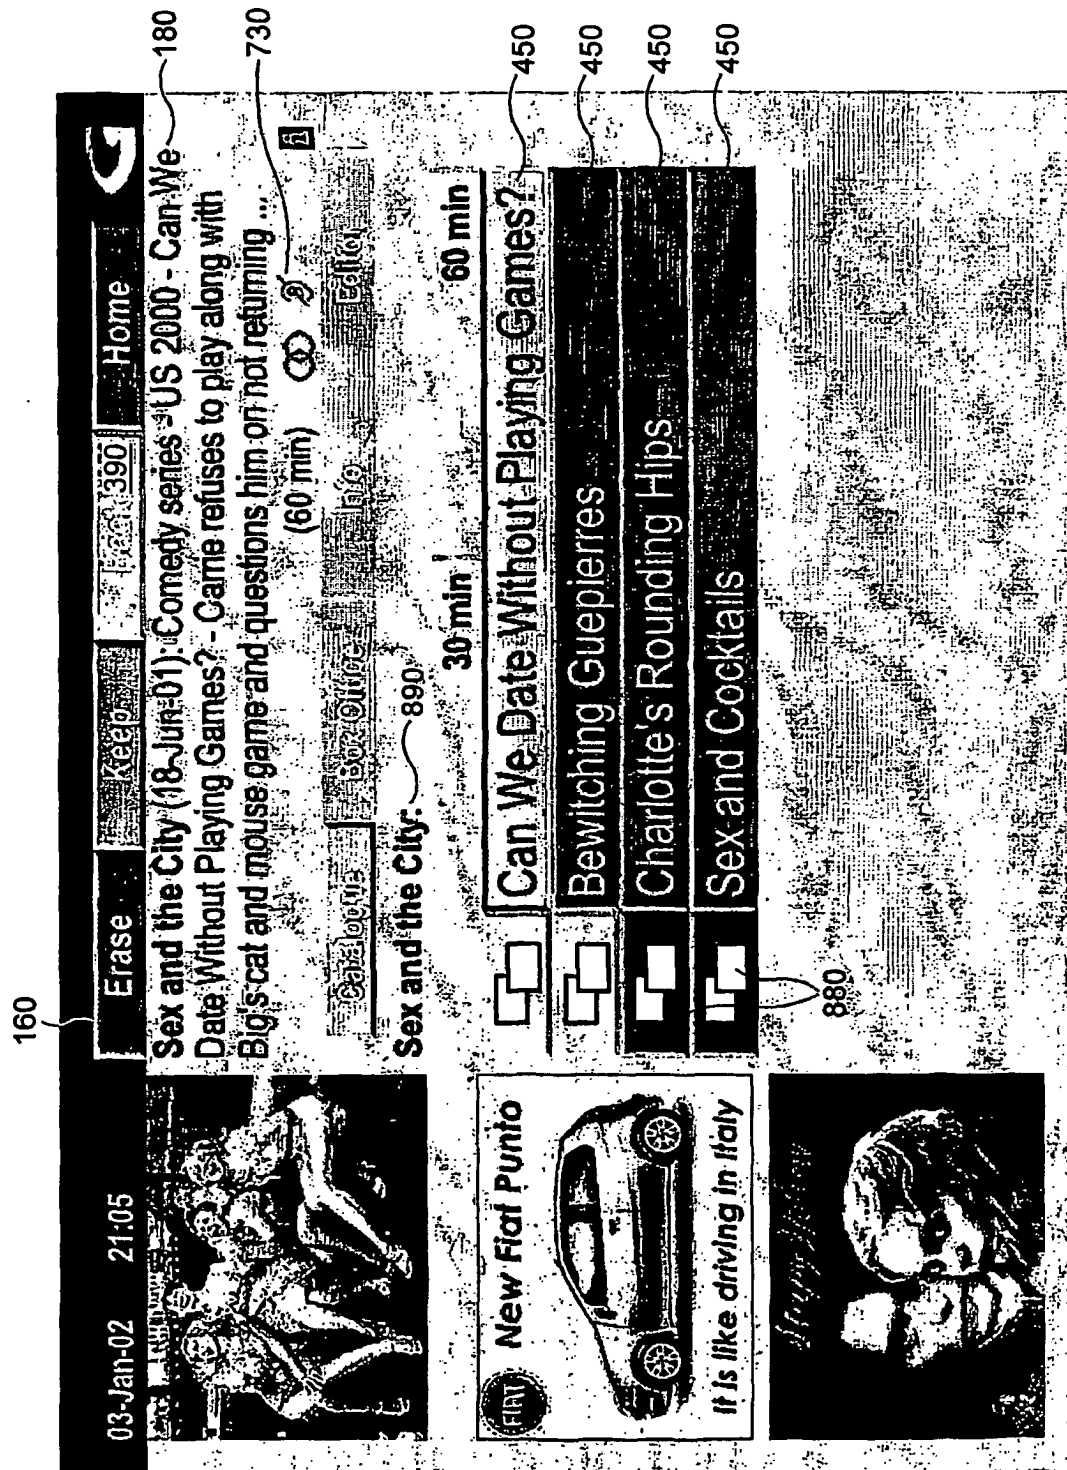 160
03-Jan-02 21:05
Erase
Keep
390
Home
Sex and the City (18-Jun-01): Comedy series - US 2000 - Can We
180
Date Without Playing Games? - Carrie refuses to play along with
Big's cat and mouse game and questions him on not returning ...
730
(60 min)
i
Catalogue
Box Office
Info
Sex and the City:
890
30 min
60 min
Can We Date Without Playing Games?
450
Bewitching Guepierres
450
Charlotte's Rounding Hips
450
Sex and Cocktails
450
880
FIAT
New Fiat Punto
It is like driving in Italy